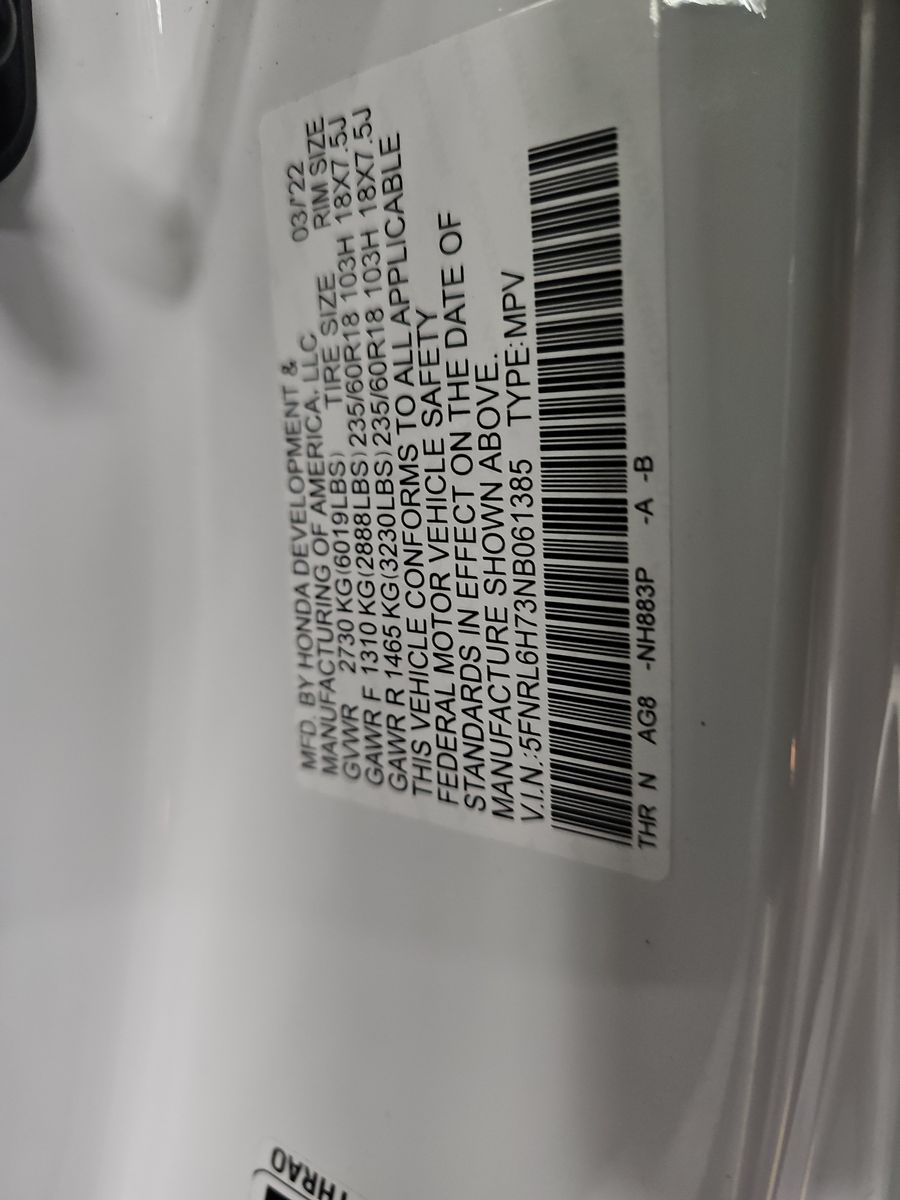 MFD. BY HONDA DEVELOPMENT &
MANUFACTURING OF AMERICA, LLC 03/'22
GVWR 2730 KG(6019LBS) TIRE SIZE RIM SIZE
GAWR F 1310 KG(2888LBS) 235/60R18 103H 18X7.5J
GAWR R 1465 KG(3230LBS) 235/60R18 103H 18X7.5J
THIS VEHICLE CONFORMS TO ALL APPLICABLE
FEDERAL MOTOR VEHICLE SAFETY
STANDARDS IN EFFECT ON THE DATE OF
MANUFACTURE SHOWN ABOVE.
V.I.N.:5FNRL6H73NB061385 TYPE:MPV
THR N AG8 -NH883P -A -B
THRAO